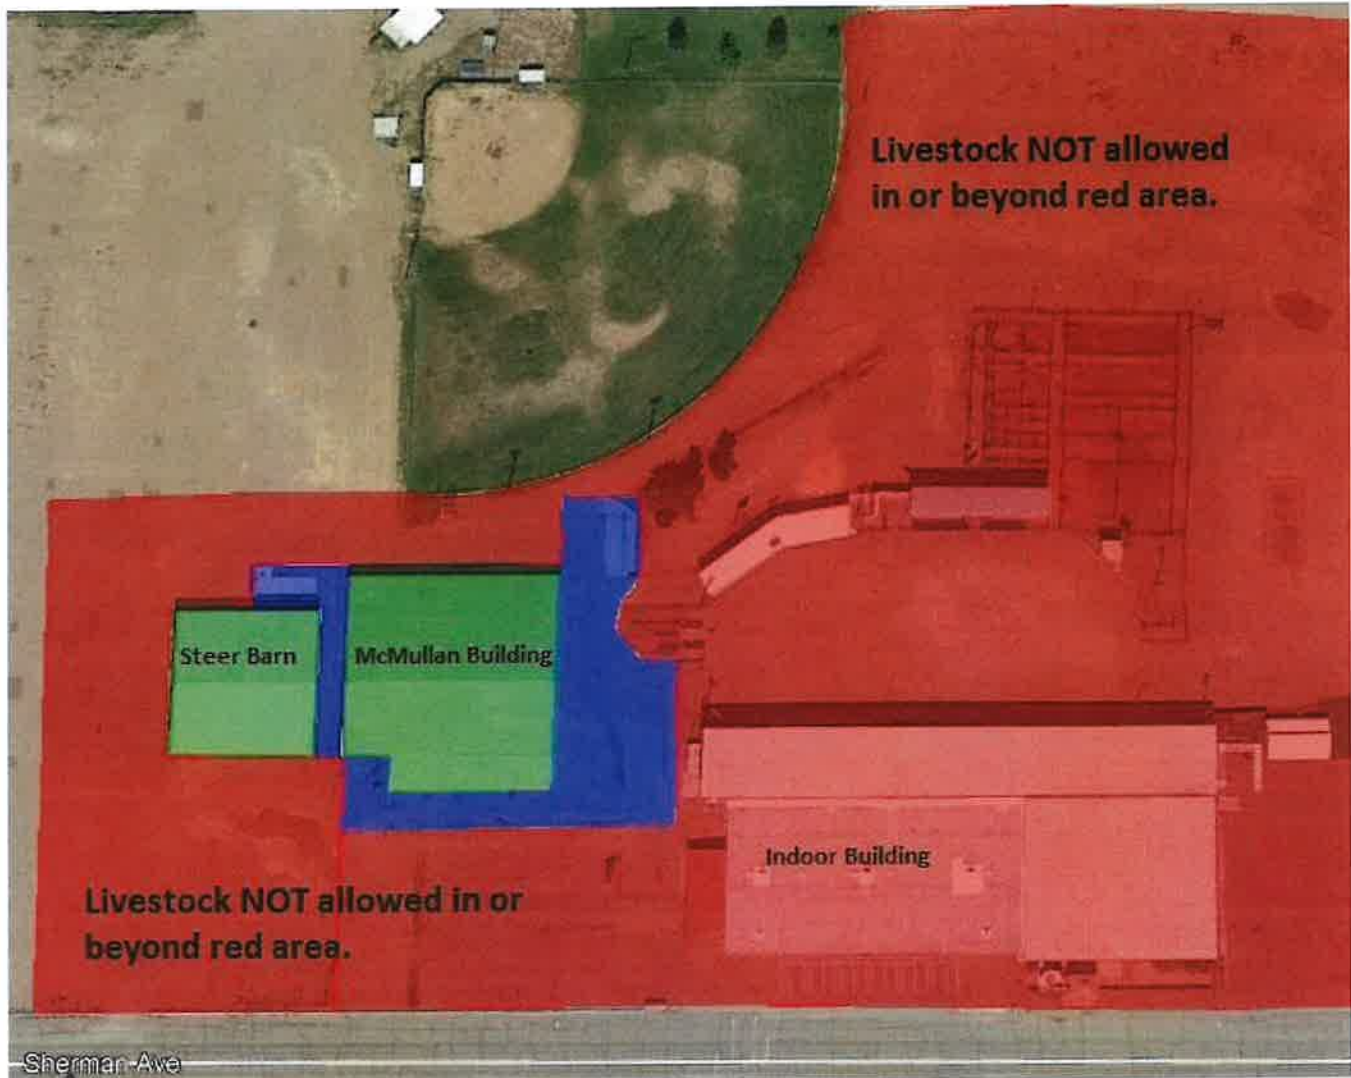 Livestock NOT allowed
in or beyond red area.
Steer Barn
McMullan Building
Indoor Building
Livestock NOT allowed in or
beyond red area.
Sherman Ave